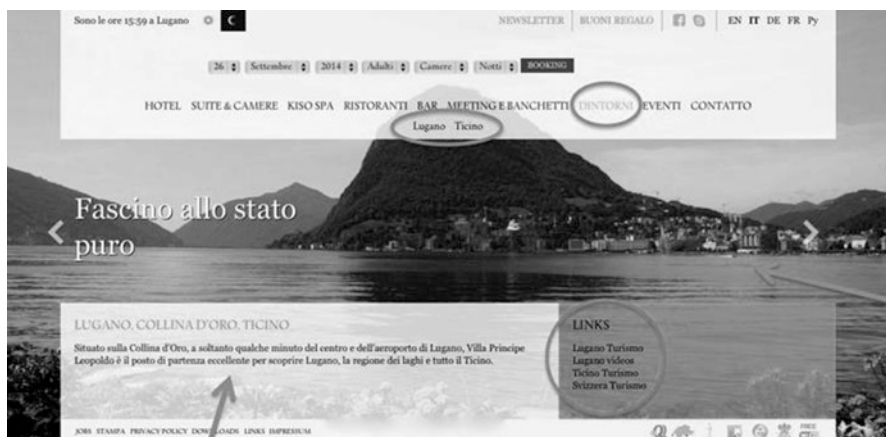 Sono le ore 15:59 a Lugano C NEWSLETTER BUONI REGALO EN IT DE FR Py
26 Settembre 2014 Adulti Camere Notti BOOKING
HOTEL SUITE & CAMERE KISO SPA RISTORANTI BAR MEETING E BANCHETTI DINTORNI EVENTI CONTATTO
Lugano Ticino
Fascino allo stato
puro
LUGANO, COLLINA D'ORO, TICINO
Situato sulla Collina d'Oro, a soltanto qualche minuto del centro e dell'aeroporto di Lugano, Villa Principe
Leopoldo è il posto di partenza eccellente per scoprire Lugano, la regione dei laghi e tutto il Ticino.
LINKS
Lugano Turismo
Lugano videos
Ticino Turismo
Svizzera Turismo
JOBS STAMPA PRIVACY POLICY DOWNLOADS LINKS IMPRESSUM
FREE